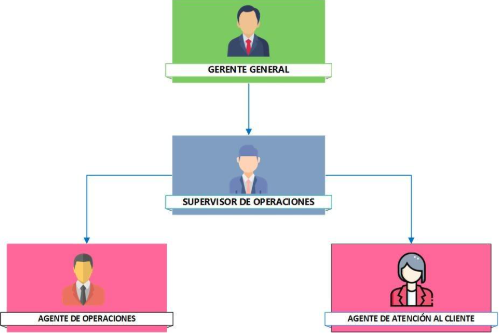 GERENTE GENERAL
SUPERVISOR DE OPERACIONES
AGENTE DE OPERACIONES
AGENTE DE ATENCIÓN AL CLIENTE